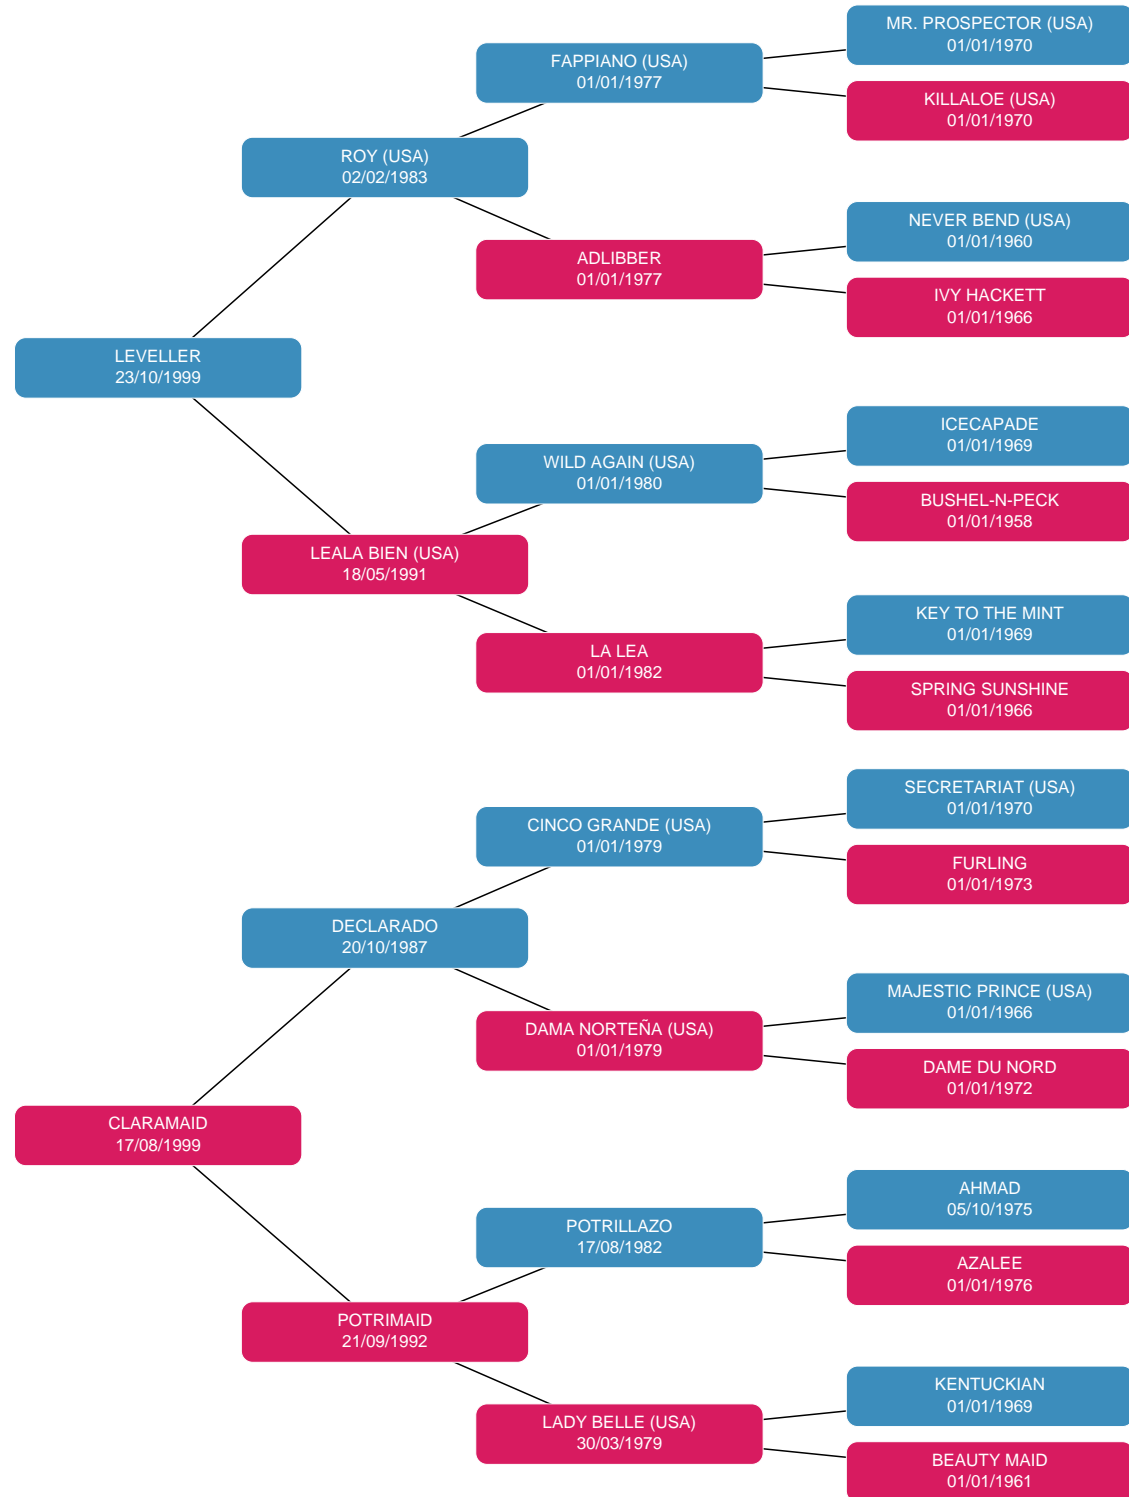 MR. PROSPECTOR (USA)
01/01/1970
FAPPIANO (USA)
01/01/1977
KILLALOE (USA)
01/01/1970
ROY (USA)
02/02/1983
NEVER BEND (USA)
01/01/1960
ADLIBBER
01/01/1977
IVY HACKETT
01/01/1966
LEVELLER
23/10/1999
ICECAPADE
01/01/1969
WILD AGAIN (USA)
01/01/1980
BUSHEL-N-PECK
01/01/1958
LEALA BIEN (USA)
18/05/1991
KEY TO THE MINT
01/01/1969
LA LEA
01/01/1982
SPRING SUNSHINE
01/01/1966
SECRETARIAT (USA)
01/01/1970
CINCO GRANDE (USA)
01/01/1979
FURLING
01/01/1973
DECLARADO
20/10/1987
MAJESTIC PRINCE (USA)
01/01/1966
DAMA NORTEÑA (USA)
01/01/1979
DAME DU NORD
01/01/1972
CLARAMAID
17/08/1999
AHMAD
05/10/1975
POTRILLAZO
17/08/1982
AZALEE
01/01/1976
POTRIMAID
21/09/1992
KENTUCKIAN
01/01/1969
LADY BELLE (USA)
30/03/1979
BEAUTY MAID
01/01/1961